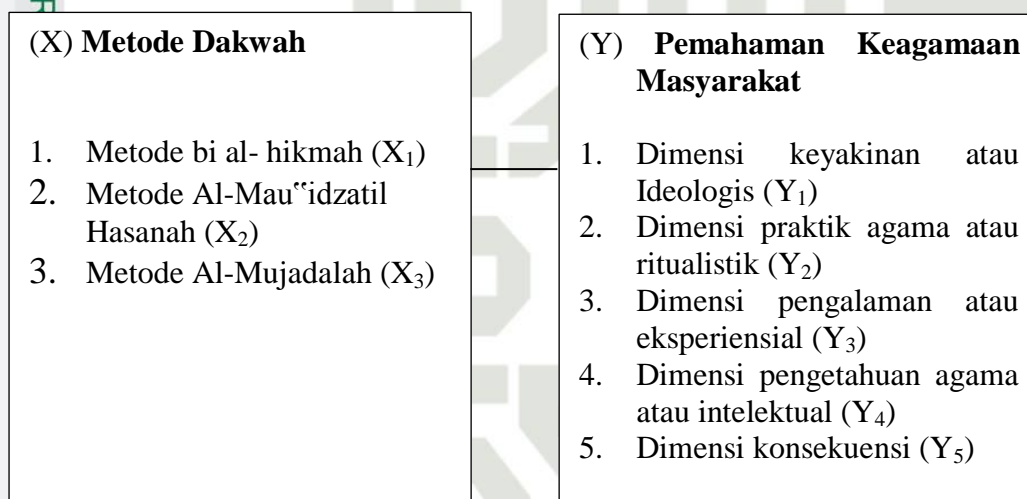 (X) Metode Dakwah
1. Metode bi al- hikmah (X₁)
2. Metode Al-Mau‟idzatil
Hasanah (X₂)
3. Metode Al-Mujadalah (X₃)
(Y) Pemahaman Keagamaan
Masyarakat
1. Dimensi keyakinan atau
Ideologis (Y₁)
2. Dimensi praktik agama atau
ritualistik (Y₂)
3. Dimensi pengalaman atau
eksperiensial (Y₃)
4. Dimensi pengetahuan agama
atau intelektual (Y₄)
5. Dimensi konsekuensi (Y₅)